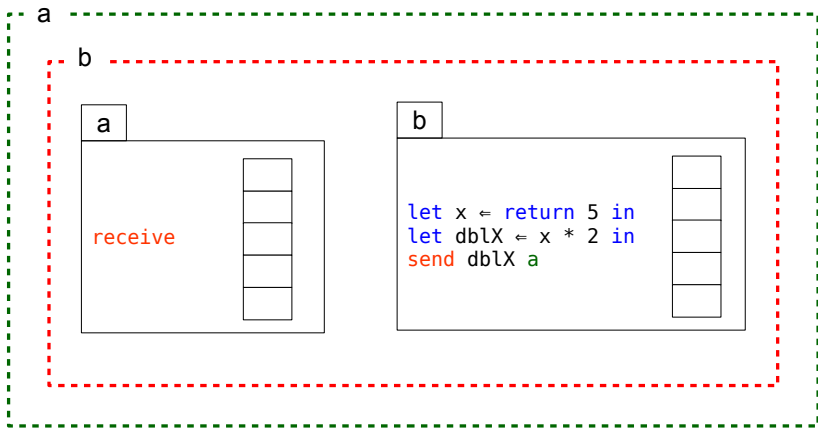 a
b
a
b
receive
let x ⇐ return 5 in
let dblX ⇐ x * 2 in
send dblX a